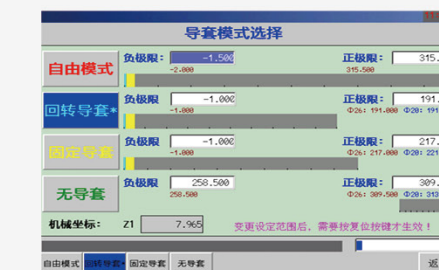 导套模式选择
自由模式 负极限: -1.500 正极限: 315.
-2.000 315.500
回转导套* 负极限 -1.000 正极限: 191.
-1.000 Φ26: 191.000 Φ20: 191
固定导套 负极限 -1.000 正极限: 217.
-1.000 Φ26: 217.000 Φ20: 221
无导套 负极限 258.500 正极限: 309.
258.500 Φ26: 309.500 Φ20: 313
机械坐标: Z1 7.965 变更设定范围后, 需要按复位按键才生效!
自由模式 回转导套* 固定导套 无导套 返